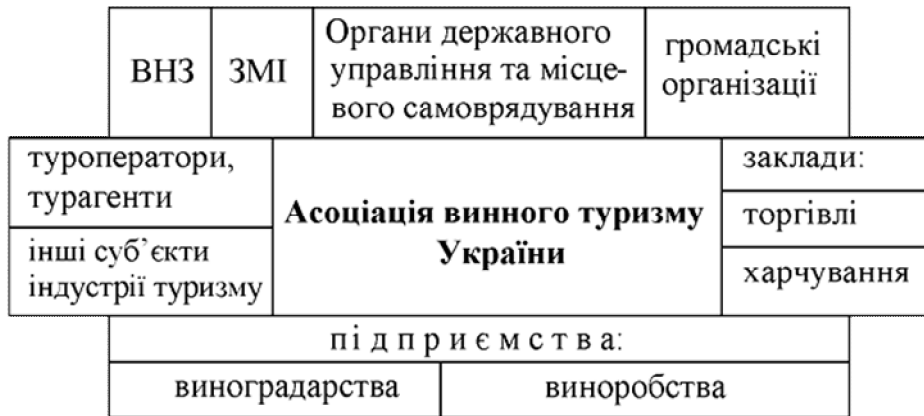 ВНЗ
ЗМІ
Органи державного
управління та місце-
вого самоврядування
громадські
організації
туроператори,
турагенти
інші суб’єкти
індустрії туризму
Асоціація винного туризму
України
заклади:
торгівлі
харчування
п і д п р и є м с т в а:
виноградарства
виноробства